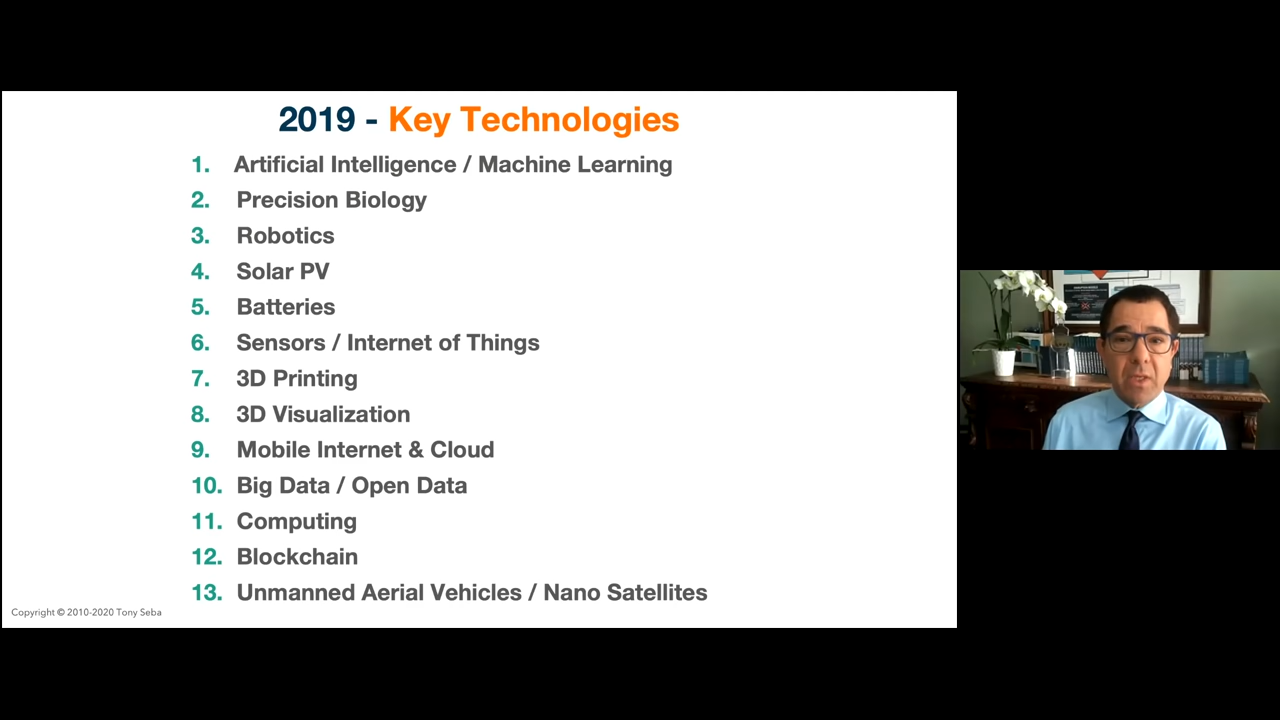 2019 - Key Technologies
1. Artificial Intelligence / Machine Learning
2. Precision Biology
3. Robotics
4. Solar PV
5. Batteries
6. Sensors / Internet of Things
7. 3D Printing
8. 3D Visualization
9. Mobile Internet & Cloud
10. Big Data / Open Data
11. Computing
12. Blockchain
13. Unmanned Aerial Vehicles / Nano Satellites
Copyright © 2010-2020 Tony Seba